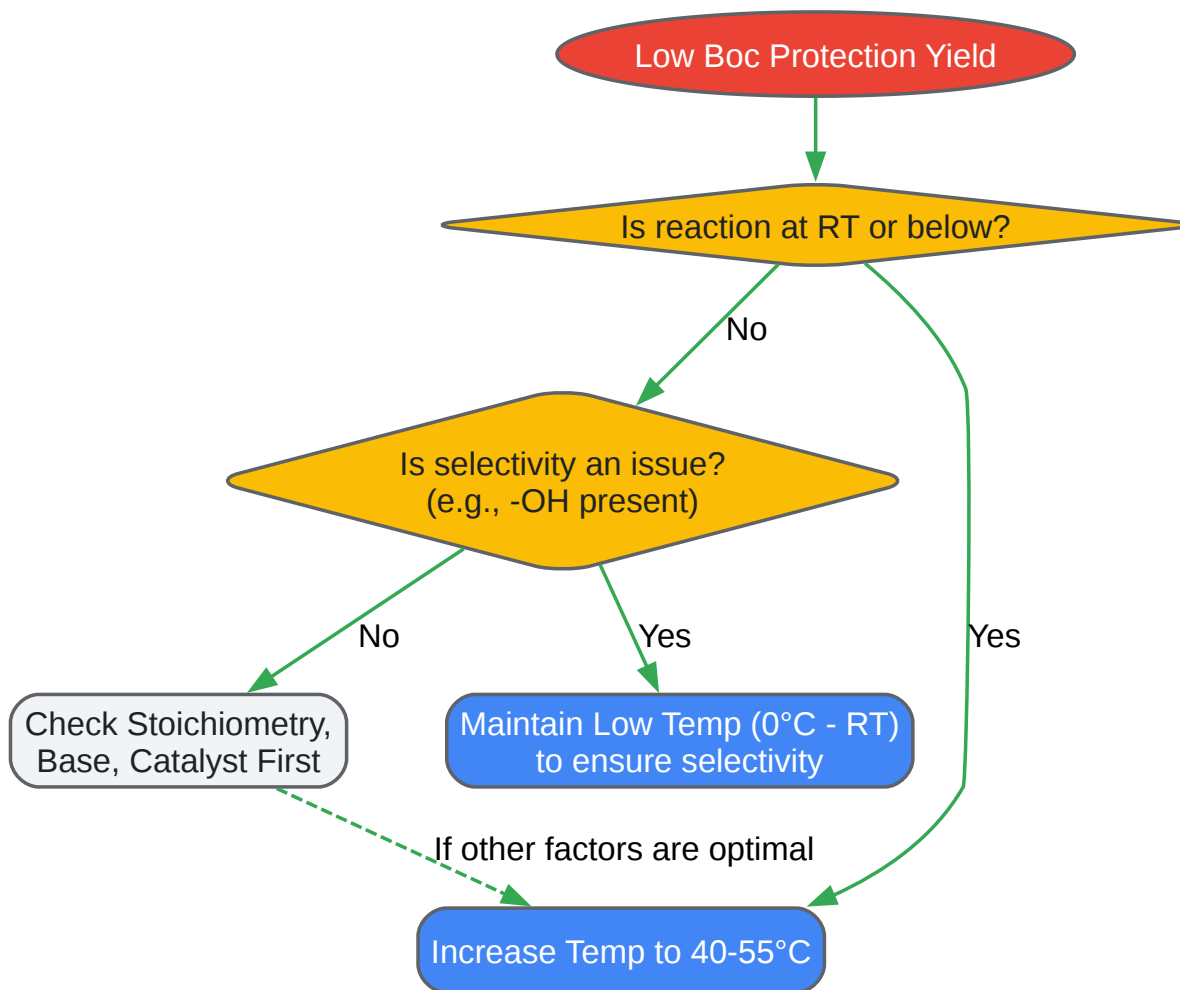 Low Boc Protection Yield
Is reaction at RT or below?
No
Is selectivity an issue?
(e.g., -OH present)
No
Yes
Yes
Check Stoichiometry,
Base, Catalyst First
Maintain Low Temp (0°C - RT)
to ensure selectivity
If other factors are optimal
Increase Temp to 40-55°C